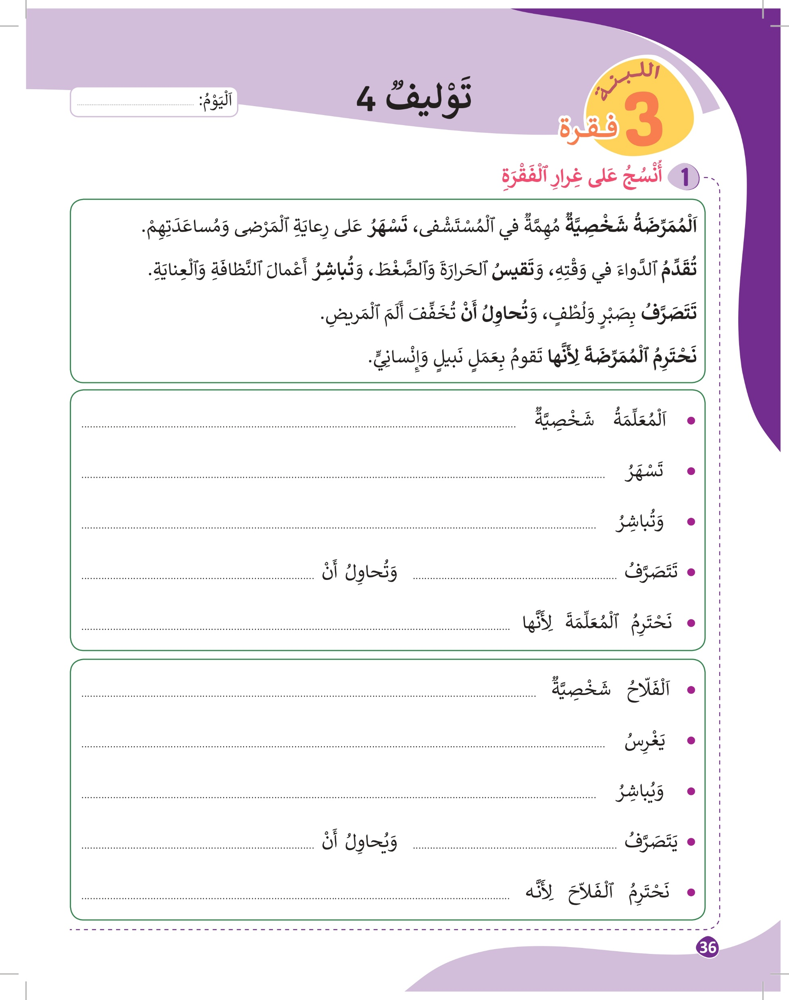 اللبنة
3 فقرة
تَوْليفٌ 4
اَلْيَوْمُ:
1 أَنْسُجُ عَلى غِرارِ ٱلْفَقْرَةِ
اَلْمُمَرِّضَةُ شَخْصِيَّةٌ مُهِمَّةٌ في ٱلْمُسْتَشْفى، تَسْهَرُ عَلى رِعايَةِ ٱلْمَرْضى وَمُساعَدَتِهِمْ.
تُقَدِّمُ ٱلدَّواءَ في وَقْتِهِ، وَتَقيسُ ٱلحَرارَةَ وَٱلضَّغْطَ، وَتُباشِرُ أَعْمالَ ٱلنَّظافَةِ وَٱلْعِنايَةِ.
تَتَصَرَّفُ بِصَبْرٍ وَلُطْفٍ، وَتُحاوِلُ أَنْ تُخَفِّفَ أَلَمَ ٱلْمَريضِ.
نَحْتَرِمُ ٱلْمُمَرِّضَةَ لِأَنَّها تَقومُ بِعَمَلٍ نَبيلٍ وَإِنْسانِيٍّ.
• اَلْمُعَلِّمَةُ شَخْصِيَّةٌ
• تَسْهَرُ
• وَتُباشِرُ
• تَتَصَرَّفُ وَتُحاوِلُ أَنْ
• نَحْتَرِمُ ٱلْمُعَلِّمَةَ لِأَنَّها
• اَلْفَلّاحُ شَخْصِيَّةٌ
• يَغْرِسُ
• وَيُباشِرُ
• يَتَصَرَّفُ وَيُحاوِلُ أَنْ
• نَحْتَرِمُ ٱلْفَلاّحَ لِأَنَّه
36